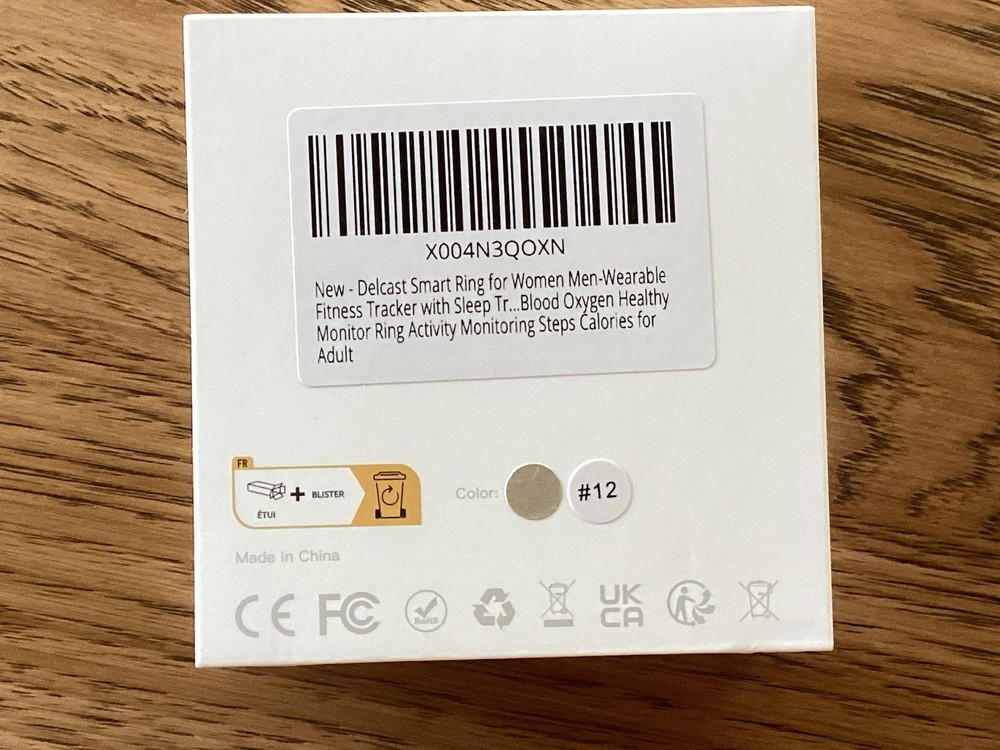 X004N3QOXN
New - Delcast Smart Ring for Women Men-Wearable
Fitness Tracker with Sleep Tr...Blood Oxygen Healthy
Monitor Ring Activity Monitoring Steps Calories for
Adult
FR
+ BLISTER
ÉTUI
Color: #12
Made in China
CE FC RoHS UK
CA